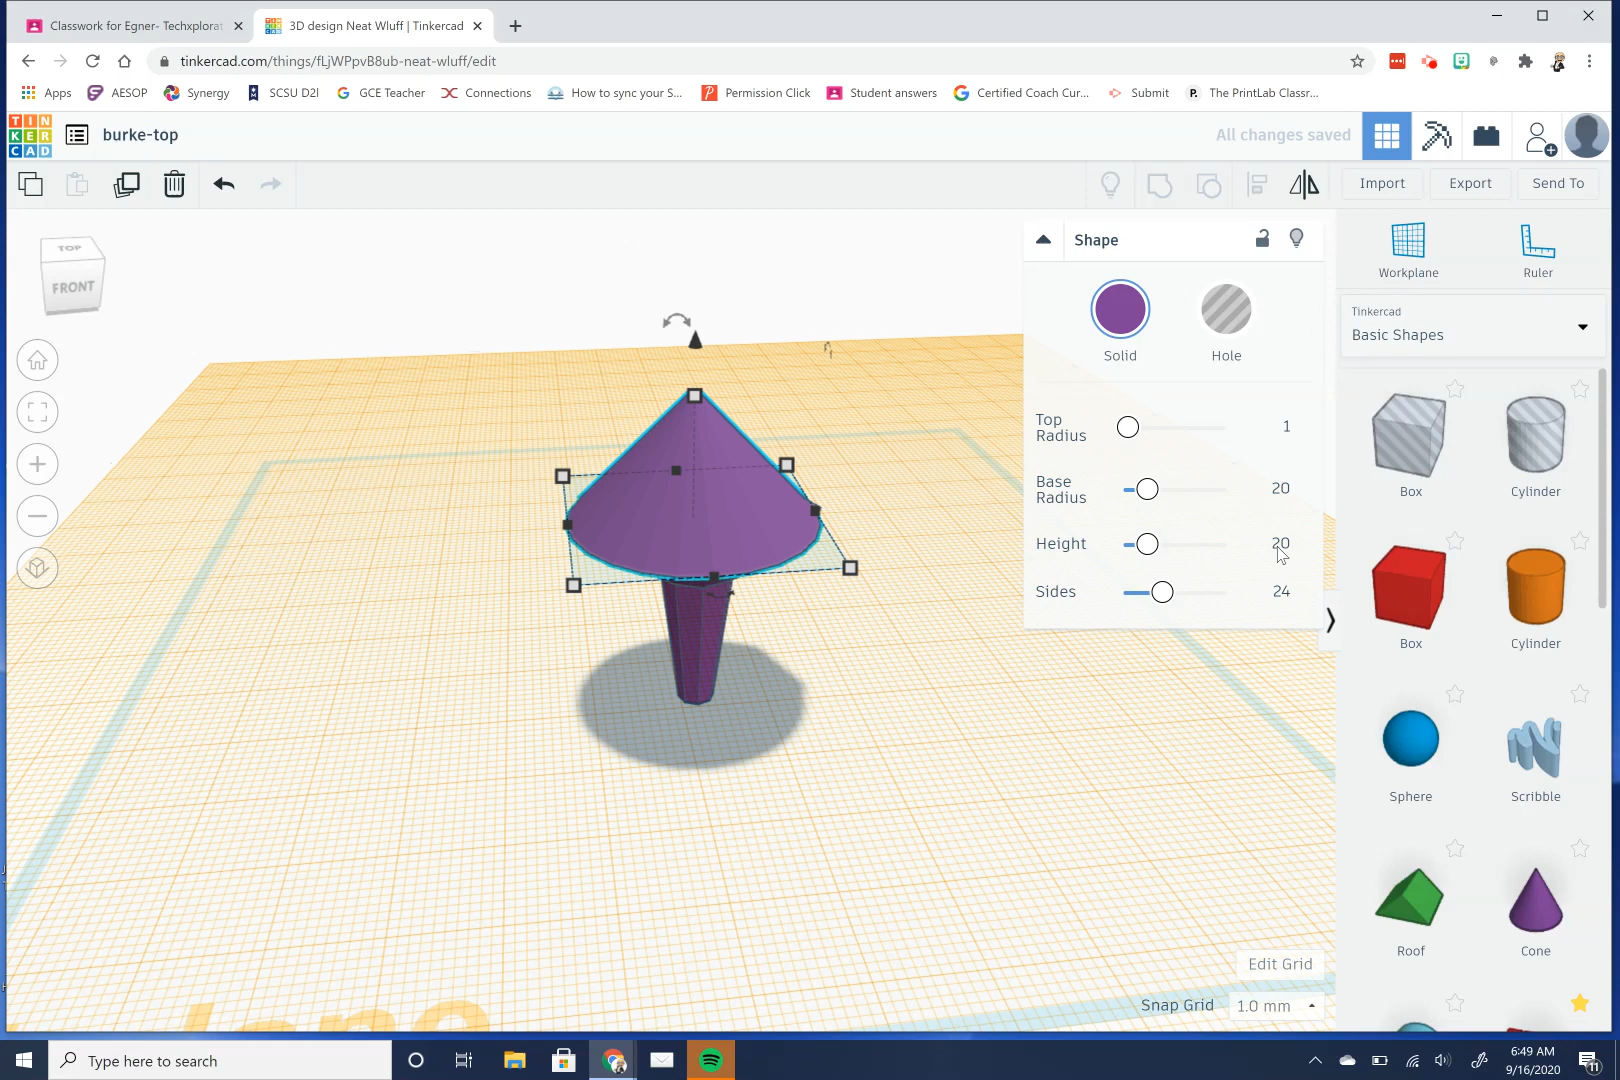 Classwork for Egner- Techxplorat
3D design Neat Wluff | Tinkercad
tinkercad.com/things/fLjWPpvB8ub-neat-wluff/edit
Apps AESOP Synergy SCSU D2l GCE Teacher Connections How to sync your S... Permission Click Student answers Certified Coach Cur... Submit The PrintLab Classr...
TIN
KER
CAD
burke-top
All changes saved
Import Export Send To
TOP
FRONT
Shape
Solid Hole
Top Radius 1
Base Radius 20
Height 20
Sides 24
Workplane Ruler
Tinkercad
Basic Shapes
Box Cylinder
Box Cylinder
Sphere Scribble
Roof Cone
Edit Grid
Snap Grid 1.0 mm
Type here to search
6:49 AM
9/16/2020
11